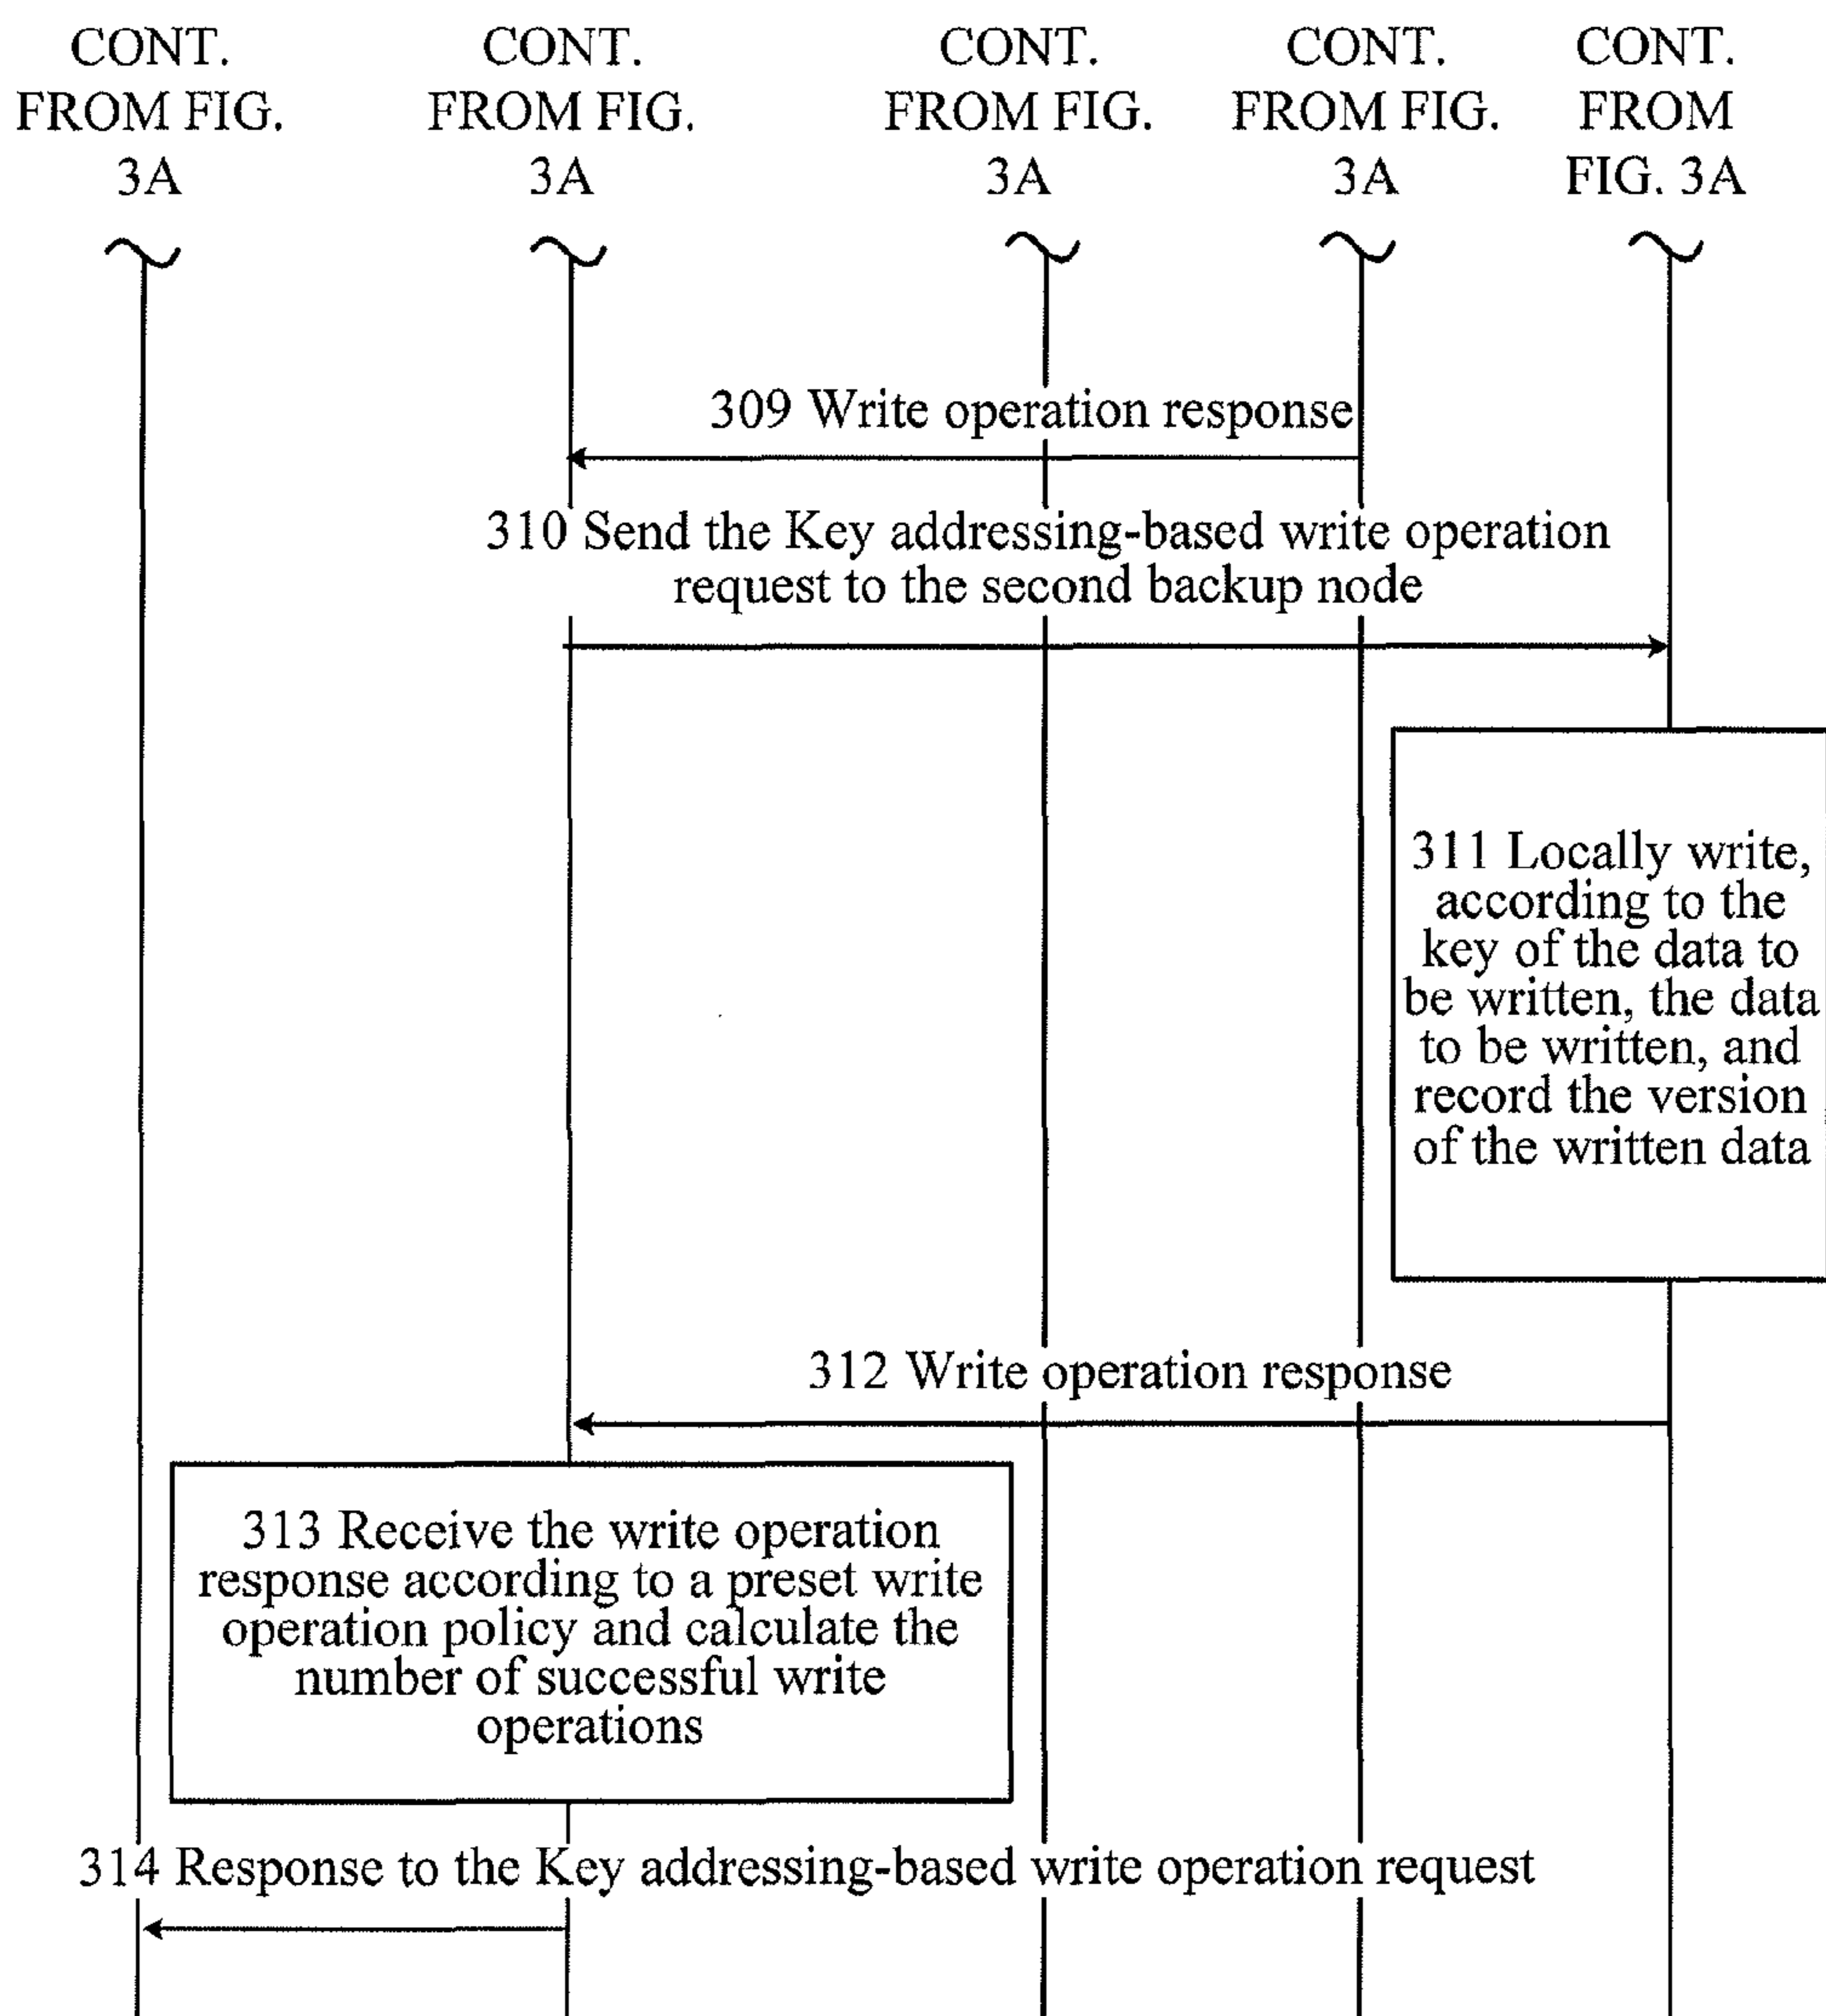 CONT.
FROM FIG.
3A
CONT.
FROM FIG.
3A
CONT.
FROM FIG.
3A
CONT.
FROM FIG.
3A
CONT.
FROM
FIG. 3A
309 Write operation response
310 Send the Key addressing-based write operation
request to the second backup node
311 Locally write,
according to the
key of the data to
be written, the data
to be written, and
record the version
of the written data
312 Write operation response
313 Receive the write operation
response according to a preset write
operation policy and calculate the
number of successful write
operations
314 Response to the Key addressing-based write operation request